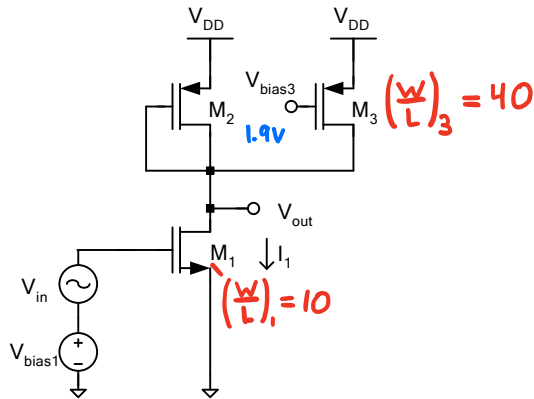 V_DD V_DD
V_bias3
M_2
M_3
(W/L)_3 = 40
1.9V
V_out
M_1
I_1
V_in
(W/L)_1 = 10
V_bias1